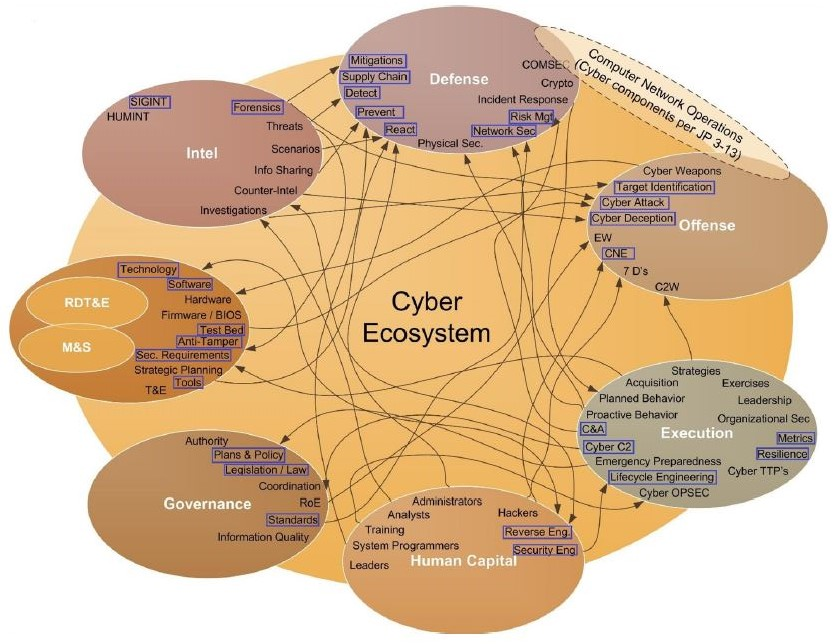 Mitigations
Supply Chain
Detect
Prevent
React
Defense
COMSEC
Crypto
Incident Response
Risk Mgt
Network Sec
Physical Sec.
Computer Network Operations
(Cyber components per JP 3-13)
SIGINT
HUMINT
Forensics
Threats
Intel
Scenarios
Info Sharing
Counter-Intel
Investigations
Cyber Weapons
Target Identification
Cyber Attack
Cyber Deception
Offense
EW
CNE
7 D's
C2W
Technology
Software
Hardware
Firmware / BIOS
Test Bed
Anti-Tamper
Sec. Requirements
Strategic Planning
Tools
T&E
RDT&E
M&S
Cyber
Ecosystem
Strategies
Acquisition
Exercises
Planned Behavior
Leadership
Proactive Behavior
Organizational Sec
C&A
Execution
Metrics
Cyber C2
Resilience
Emergency Preparedness
Cyber TTP's
Lifecycle Engineering
Cyber OPSEC
Authority
Plans & Policy
Legislation / Law
Coordination
Governance
RoE
Standards
Information Quality
Administrators
Analysts
Hackers
Training
Reverse Eng.
System Programmers
Security Eng
Leaders
Human Capital